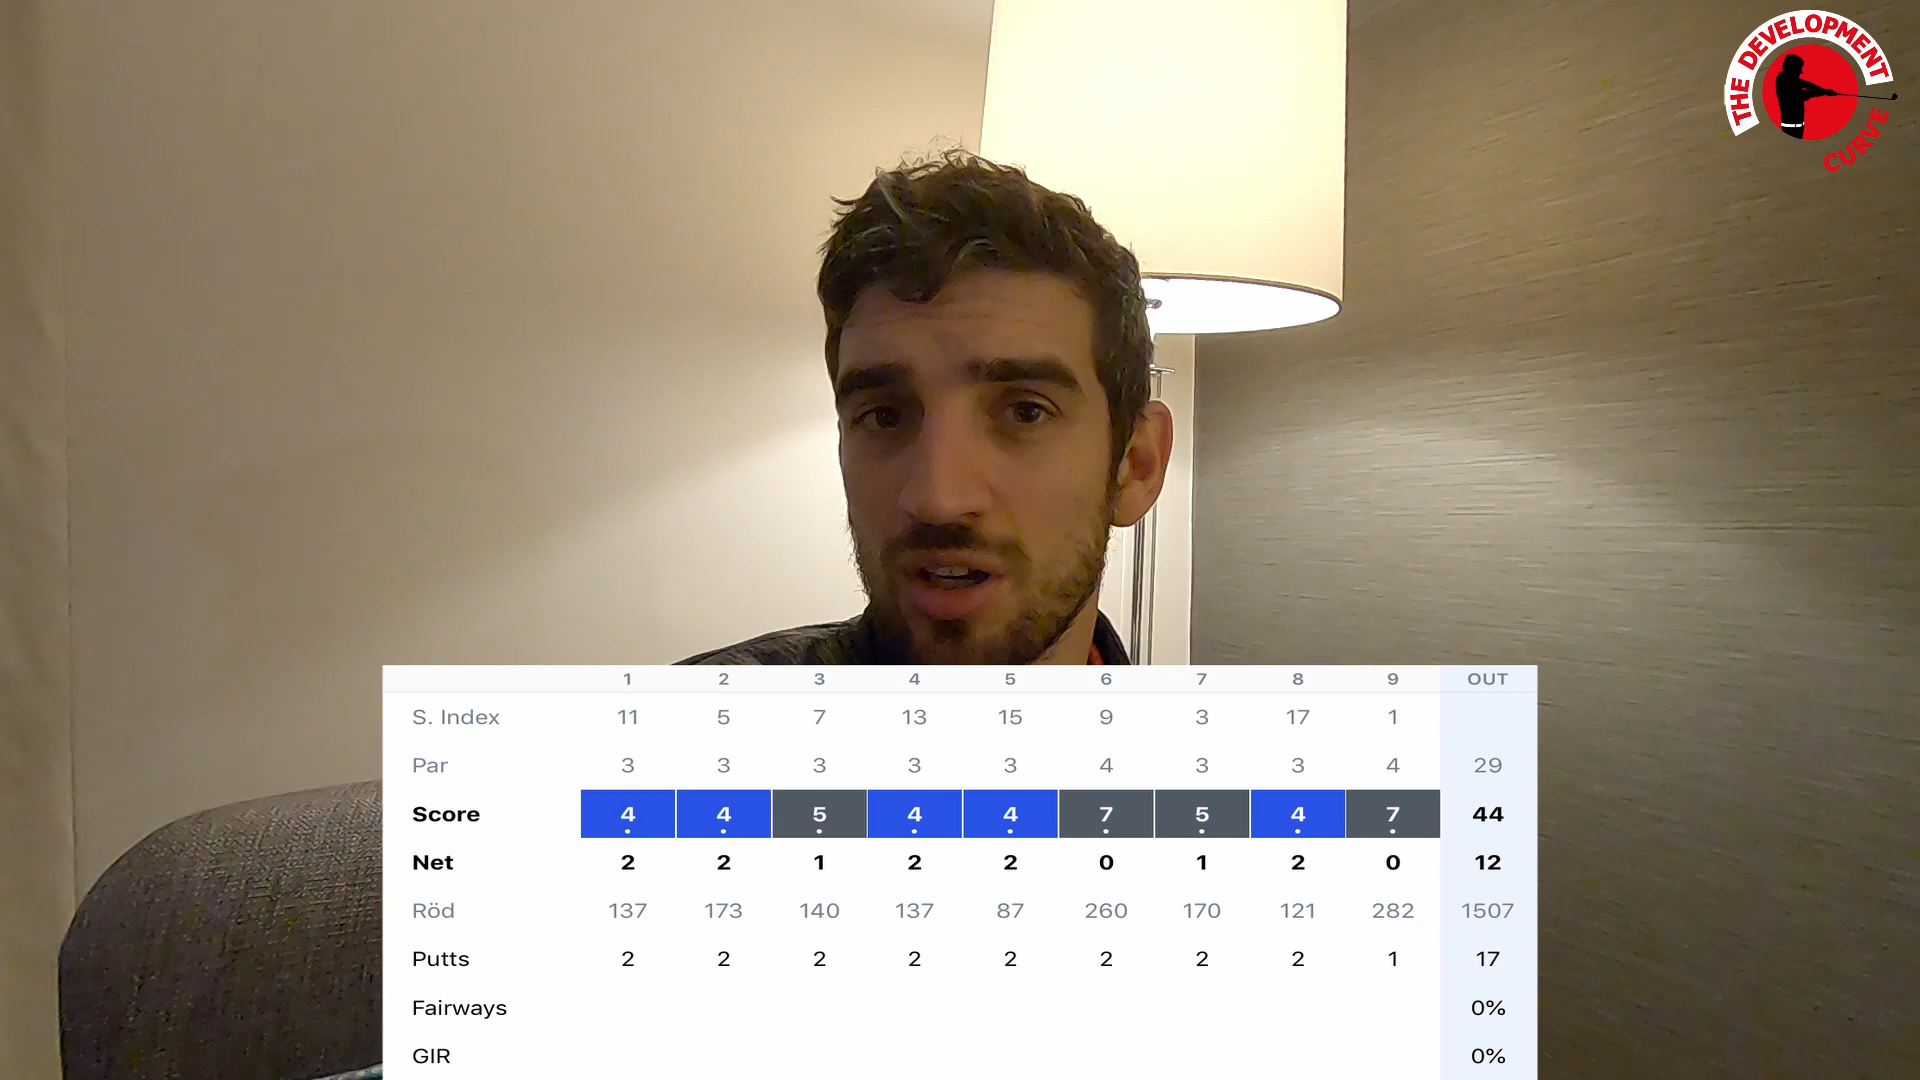 THE DEVELOPMENT
CURVE
1 2 3 4 5 6 7 8 9 OUT
S. Index 11 5 7 13 15 9 3 17 1
Par 3 3 3 3 3 4 3 3 4 29
Score 4 4 5 4 4 7 5 4 7 44
Net 2 2 1 2 2 0 1 2 0 12
Röd 137 173 140 137 87 260 170 121 282 1507
Putts 2 2 2 2 2 2 2 2 1 17
Fairways 0%
GIR 0%